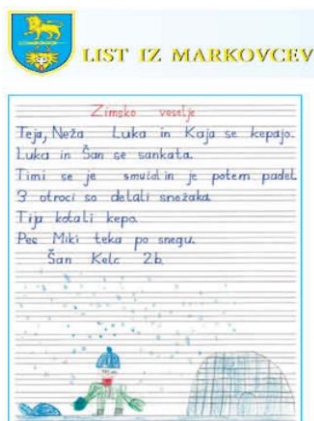 LIST IZ MARKOVCEV
Zimsko veselje
Teja, Neža Luka in Kaja se kepajo.
Luka in Šan se sankata.
Timi se je smučal in je potem padel.
3 otroci so delali snežaka.
Tija kotali kepo.
Pes Miki teka po snegu.
Šan Kelc 2.b